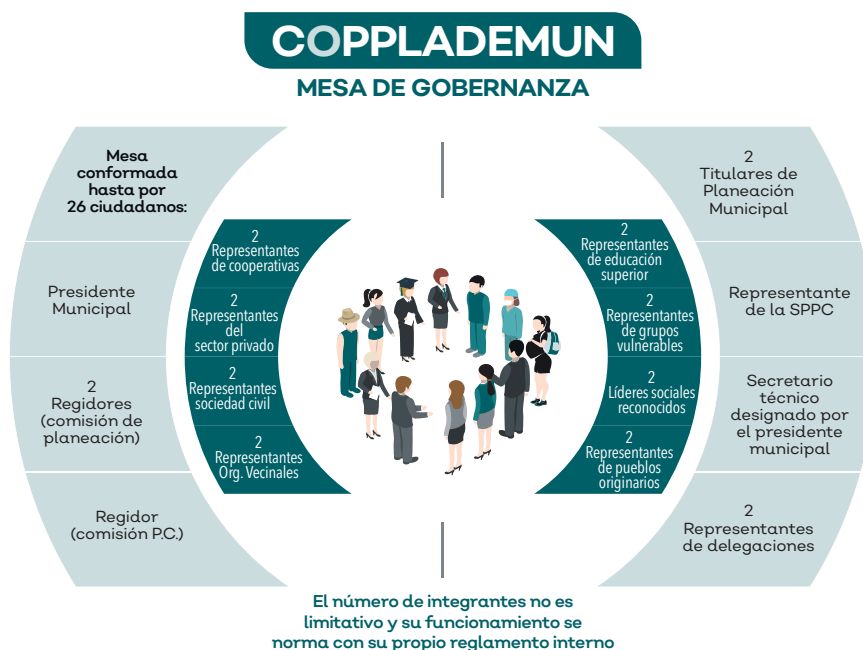 COPPLADEMUN
MESA DE GOBERNANZA
Mesa
conformada
hasta por
26 ciudadanos:
Presidente
Municipal
2
Regidores
(comisión de
planeación)
Regidor
(comisión P.C.)
2
Representantes
de cooperativas
2
Representantes
del
sector privado
2
Representantes
sociedad civil
2
Representantes
Org. Vecinales
2
Representantes
de educación
superior
2
Representantes
de grupos
vulnerables
2
Líderes sociales
reconocidos
2
Representantes
de pueblos
originarios
2
Titulares de
Planeación
Municipal
Representante
de la SPPC
Secretario
técnico
designado por
el presidente
municipal
2
Representantes
de delegaciones
El número de integrantes no es
limitativo y su funcionamiento se
norma con su propio reglamento interno